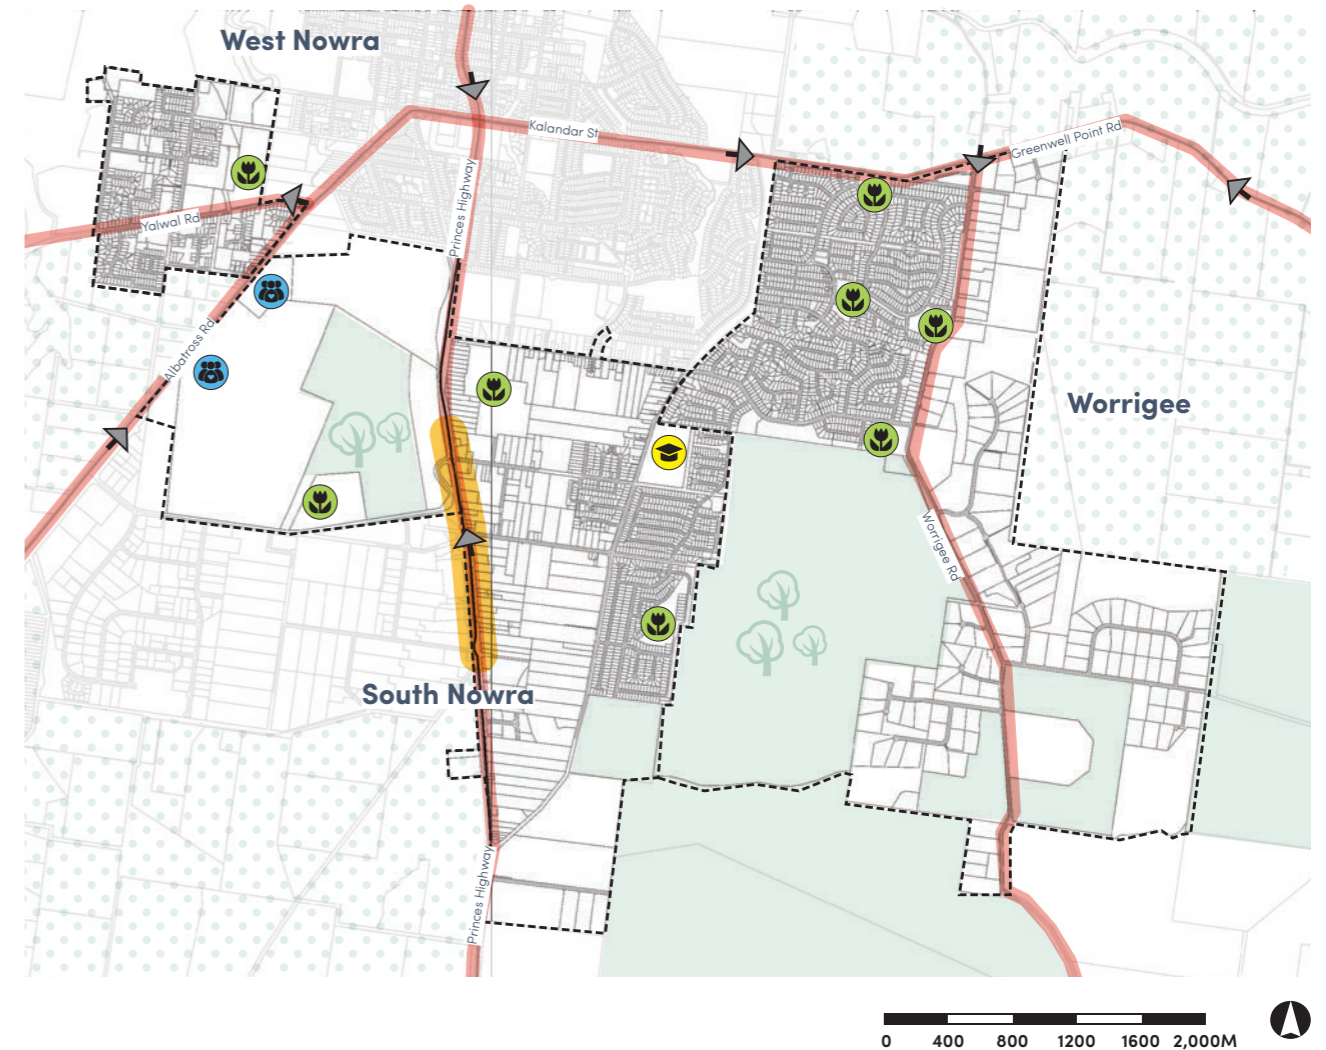 West Nowra
Kalandar St
Greenwell Point Rd
Princes Highway
Yalwal Rd
Albatross Rd
Worrigee
Worrigee Rd
South Nowra
Princes Highway
0 400 800 1200 1600 2,000M